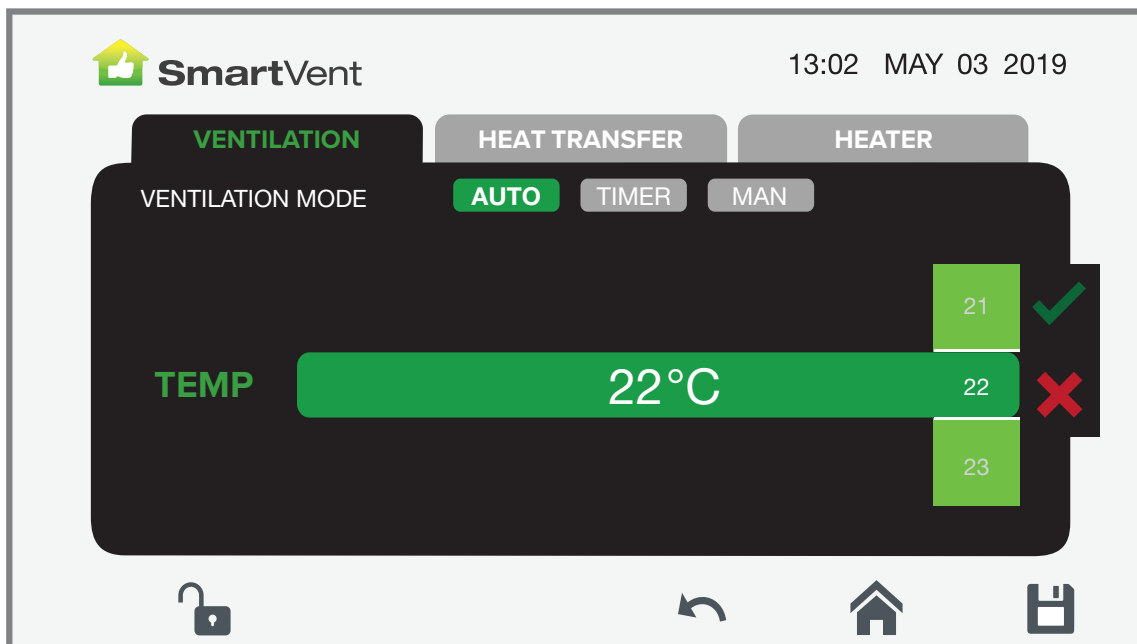 SmartVent 13:02 MAY 03 2019
VENTILATION HEAT TRANSFER HEATER
VENTILATION MODE AUTO TIMER MAN
21
TEMP 22°C 22
23